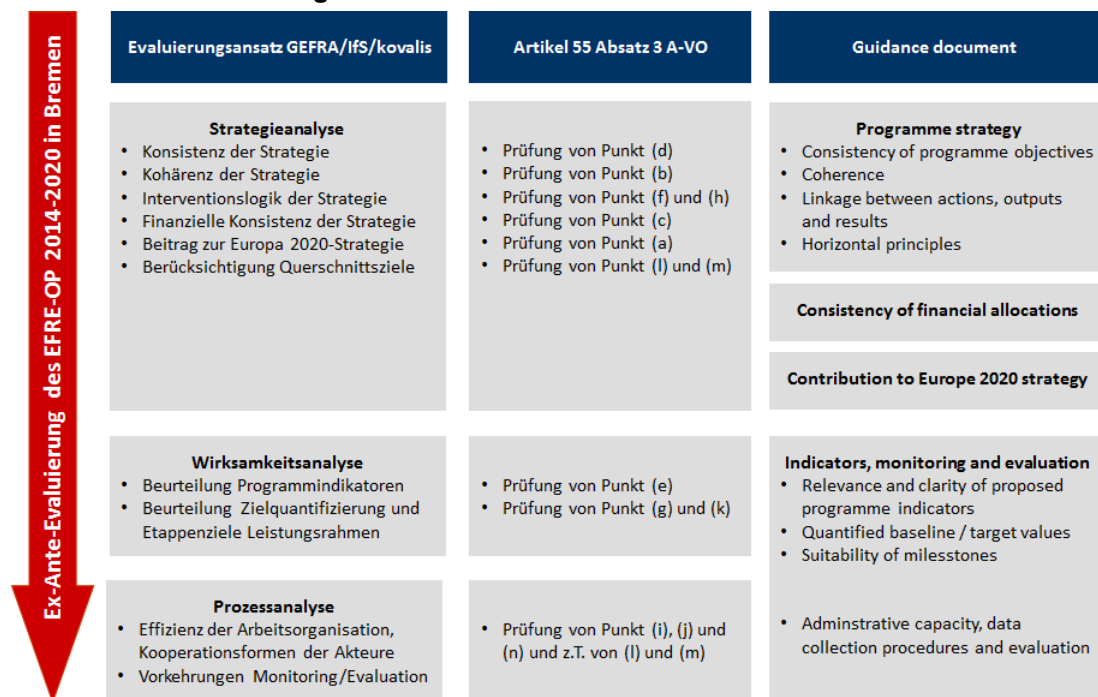 Ex-Ante-Evaluierung des EFRE-OP 2014-2020 in Bremen
Evaluierungsansatz GEFRA/IfS/kovalis
Artikel 55 Absatz 3 A-VO
Guidance document
Strategieanalyse
• Konsistenz der Strategie
• Kohärenz der Strategie
• Interventionslogik der Strategie
• Finanzielle Konsistenz der Strategie
• Beitrag zur Europa 2020-Strategie
• Berücksichtigung Querschnittsziele
• Prüfung von Punkt (d)
• Prüfung von Punkt (b)
• Prüfung von Punkt (f) und (h)
• Prüfung von Punkt (c)
• Prüfung von Punkt (a)
• Prüfung von Punkt (l) und (m)
Programme strategy
• Consistency of programme objectives
• Coherence
• Linkage between actions, outputs
and results
• Horizontal principles
Consistency of financial allocations
Contribution to Europe 2020 strategy
Wirksamkeitsanalyse
• Beurteilung Programmindikatoren
• Beurteilung Zielquantifizierung und
Etappenziele Leistungsrahmen
• Prüfung von Punkt (e)
• Prüfung von Punkt (g) und (k)
Indicators, monitoring and evaluation
• Relevance and clarity of proposed
programme indicators
• Quantified baseline / target values
• Suitability of milesstones
• Adminstrative capacity, data
collection procedures and evaluation
Prozessanalyse
• Effizienz der Arbeitsorganisation,
Kooperationsformen der Akteure
• Vorkehrungen Monitoring/Evaluation
• Prüfung von Punkt (i), (j) und
(n) und z.T. von (l) und (m)